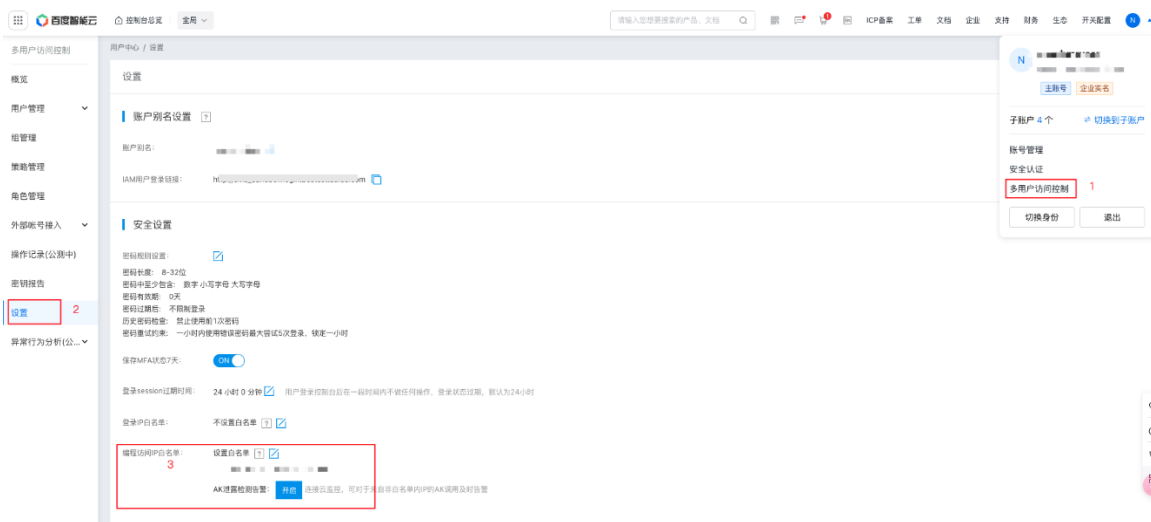 百度智能云 控制台总览 全局 请输入您想要搜索的产品、文档 ICP备案 工单 文档 企业 支持 财务 生态 开关配置 N
多用户访问控制
用户中心 / 设置
概览
用户管理
组管理
策略管理
角色管理
外部帐号接入
操作记录(公测中)
密钥报告
设置 2
异常行为分析(公...
设置
账户别名设置 ?
账户别名:
IAM用户登录链接:
安全设置
密码规则设置:
密码长度: 8-32位
密码中至少包含: 数字 小写字母 大写字母
密码有效期: 0天
密码过期后: 不限制登录
历史密码检查: 禁止使用前1次密码
密码重试约束: 一小时内使用错误密码最大尝试5次登录，锁定一小时
保存MFA状态7天: ON
登录session过期时间: 24 小时 0 分钟 用户登录控制台后在一段时间内不做任何操作，登录状态过期，默认为24小时
登录IP白名单: 不设置白名单 ?
编程访问IP白名单: 设置白名单 ?
3
AK泄露检测告警: 开启 连接云监控，可对于来自非白名单内IP的AK调用及时告警
N
主账号 企业实名
子账户 4 个 切换到子账户
账号管理
安全认证
多用户访问控制 1
切换身份 退出